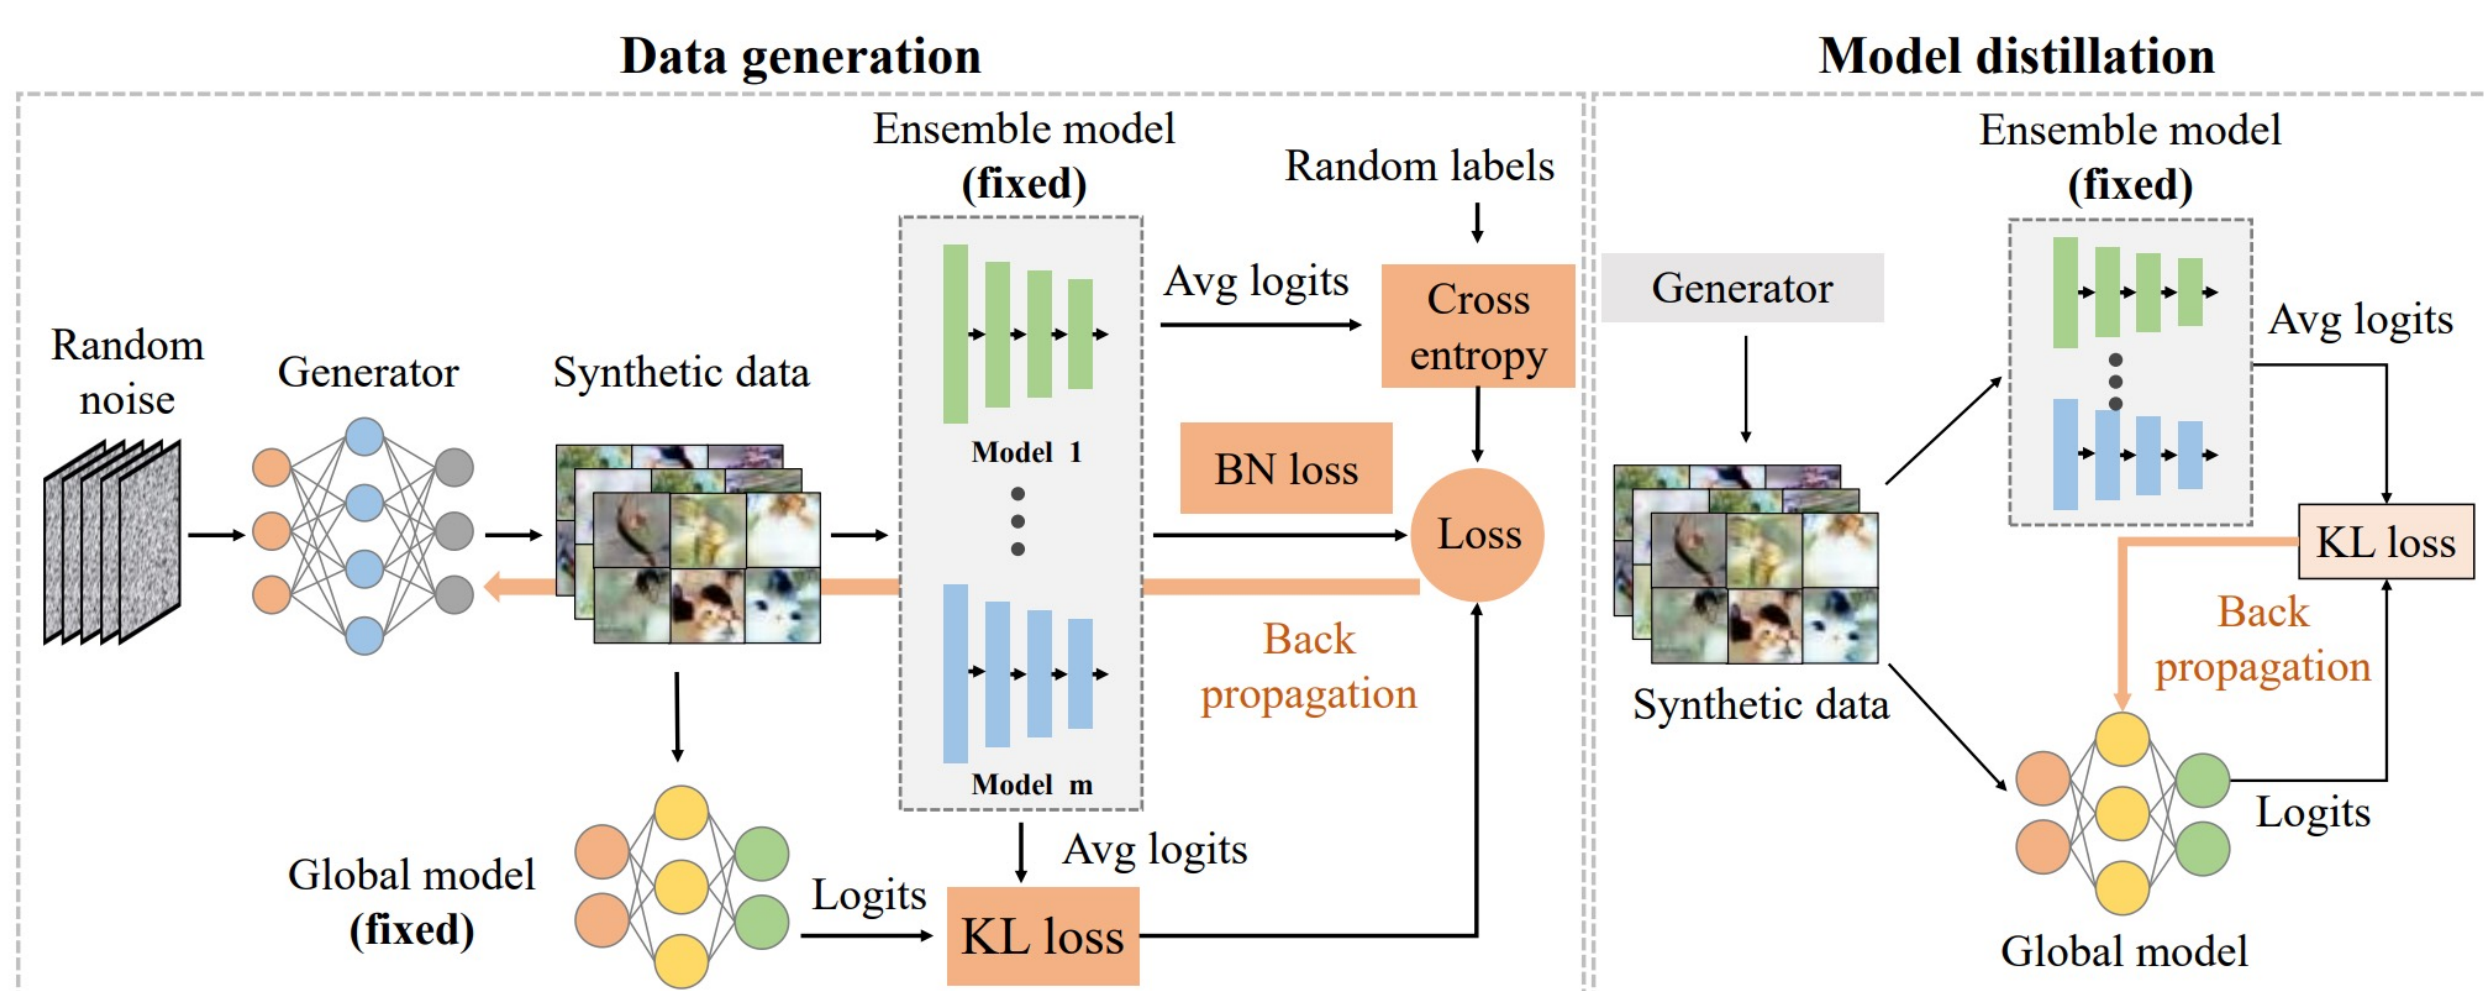 Data generation
Ensemble model
(fixed)
Random labels
Avg logits
Cross
entropy
Random
noise
Generator
Synthetic data
Model 1
BN loss
Loss
Back
propagation
Model m
Avg logits
Global model
(fixed)
Logits
KL loss
Model distillation
Ensemble model
(fixed)
Generator
Avg logits
KL loss
Back
propagation
Synthetic data
Logits
Global model